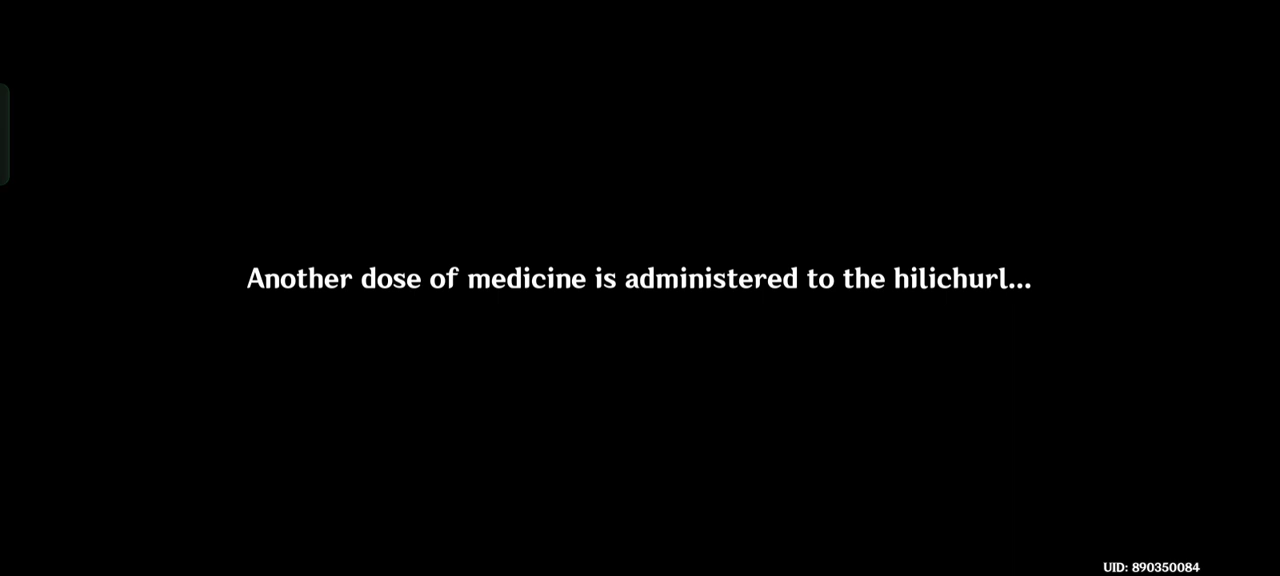 Another dose of medicine is administered to the hilichurl...
UID: 890350084